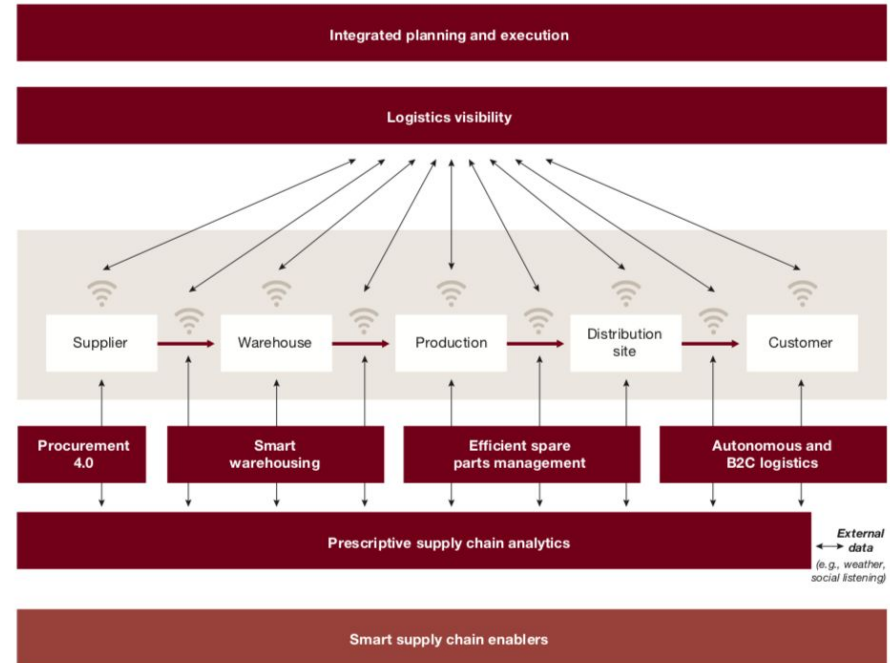 Integrated planning and execution
Logistics visibility
Supplier
Warehouse
Production
Distribution
site
Customer
Procurement
4.0
Smart
warehousing
Efficient spare
parts management
Autonomous and
B2C logistics
Prescriptive supply chain analytics
External
data
(e.g., weather,
social listening)
Smart supply chain enablers